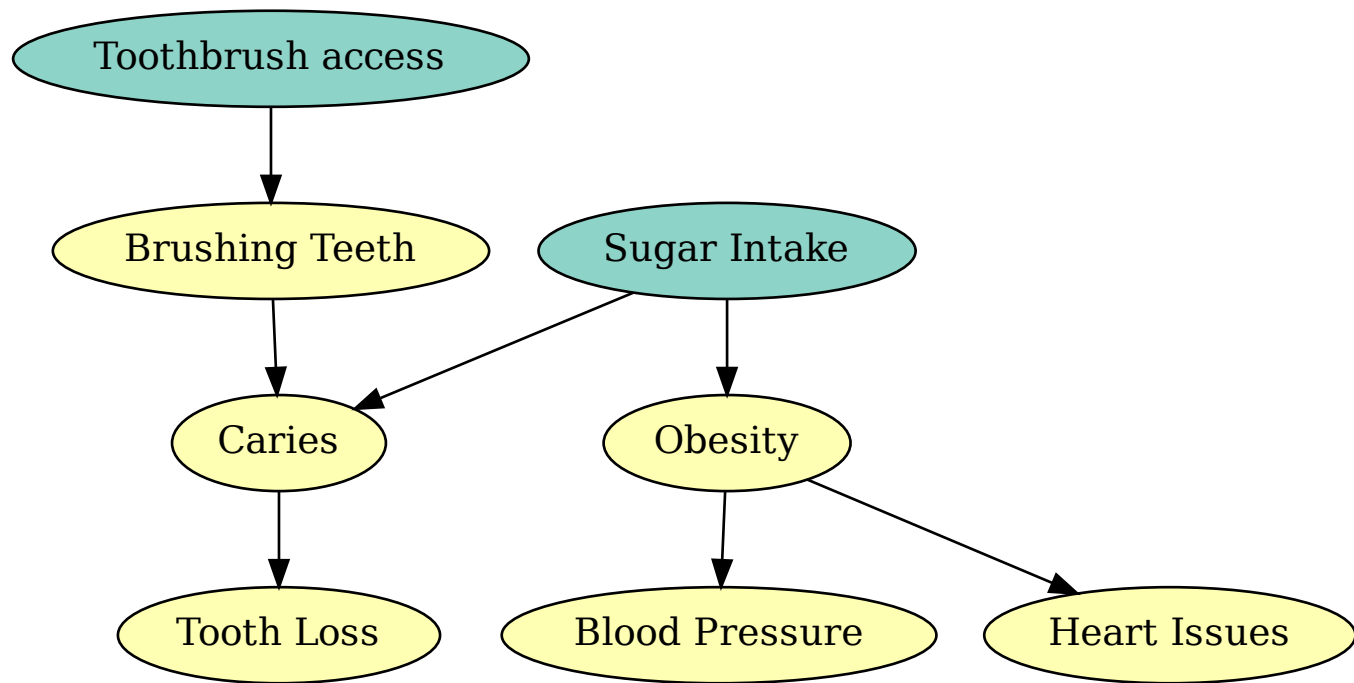 Toothbrush access
Brushing Teeth
Sugar Intake
Caries
Obesity
Tooth Loss
Blood Pressure
Heart Issues